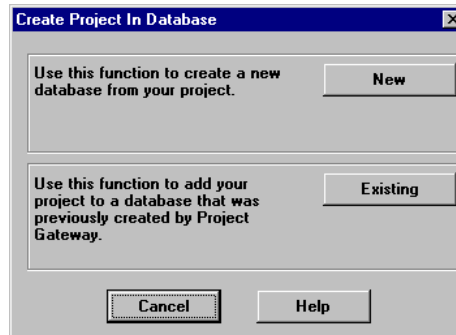 Create Project In Database
Use this function to create a new
database from your project.
New
Use this function to add your
project to a database that was
previously created by Project
Gateway.
Existing
Cancel
Help